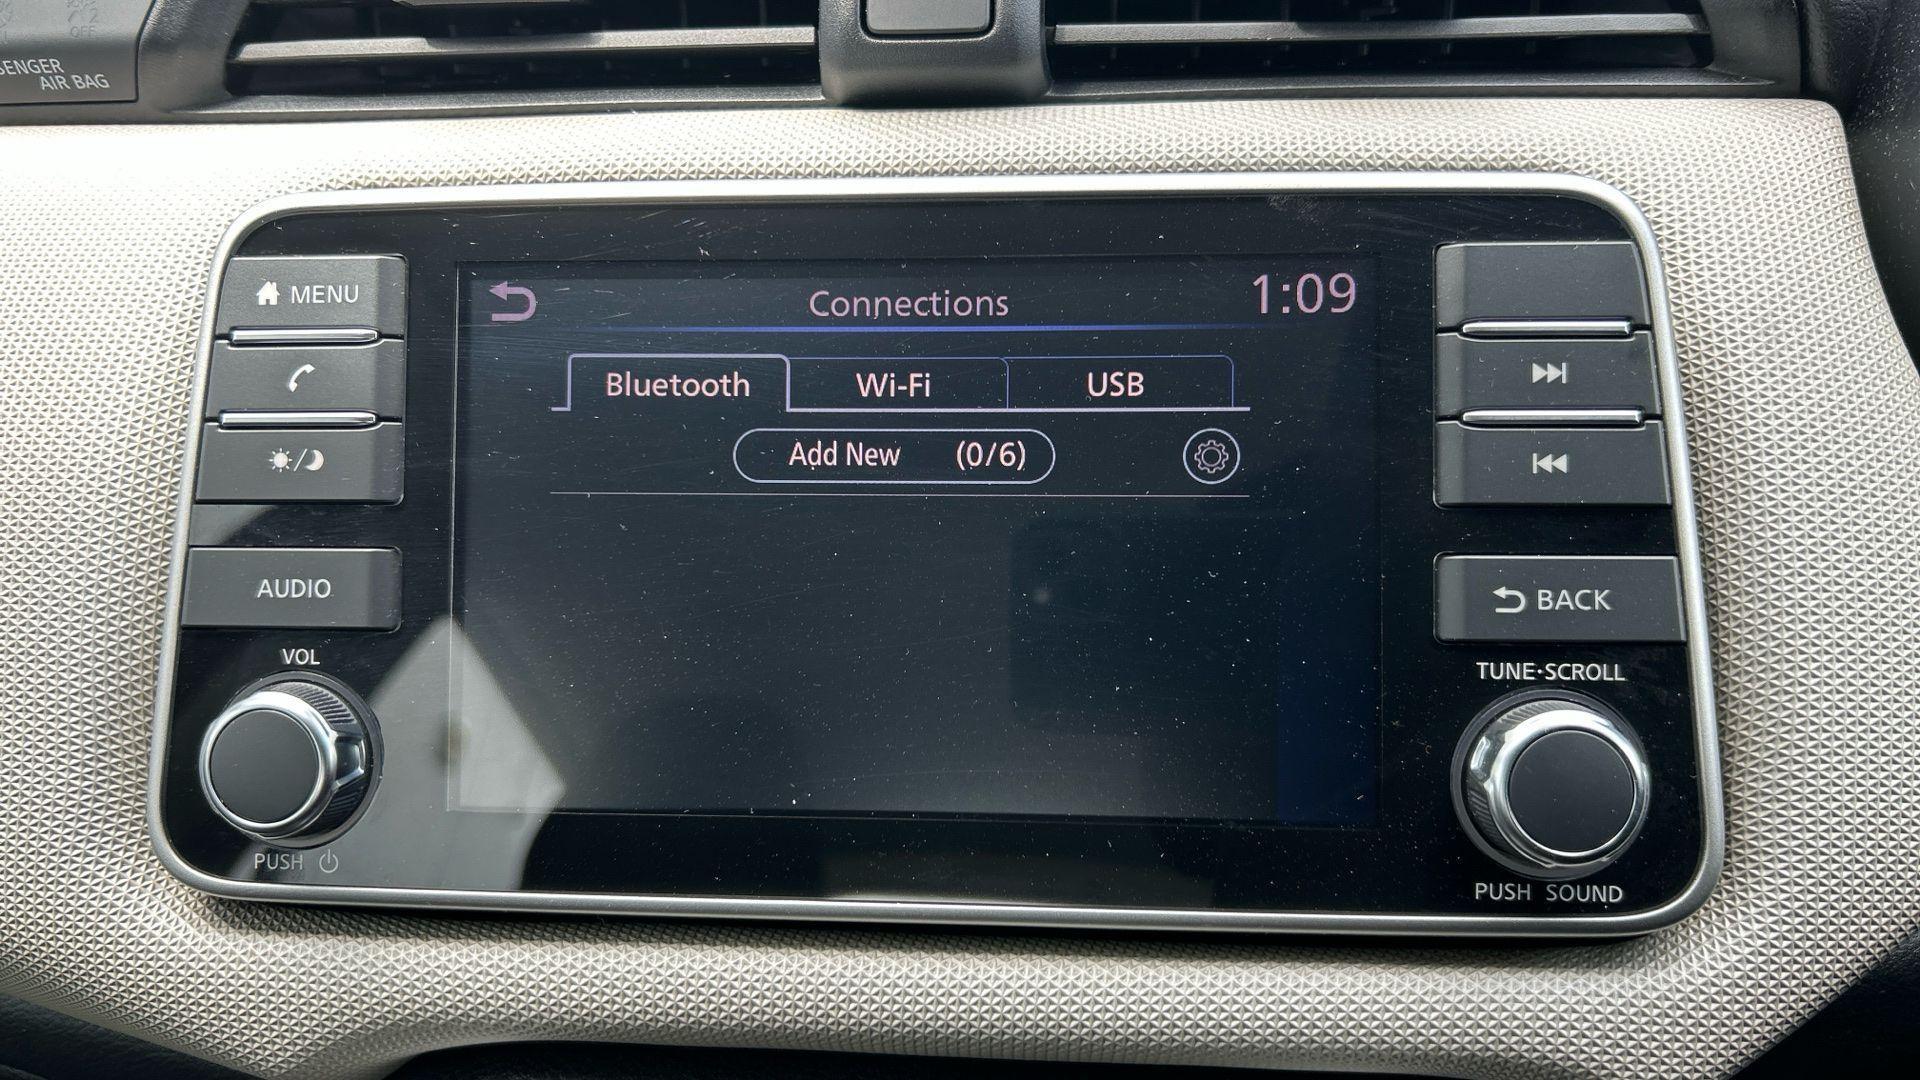 OFF
AIR BAG
MENU
Connections
1:09
Bluetooth
Wi-Fi
USB
Add New (0/6)
AUDIO
BACK
VOL
TUNE·SCROLL
PUSH
PUSH SOUND